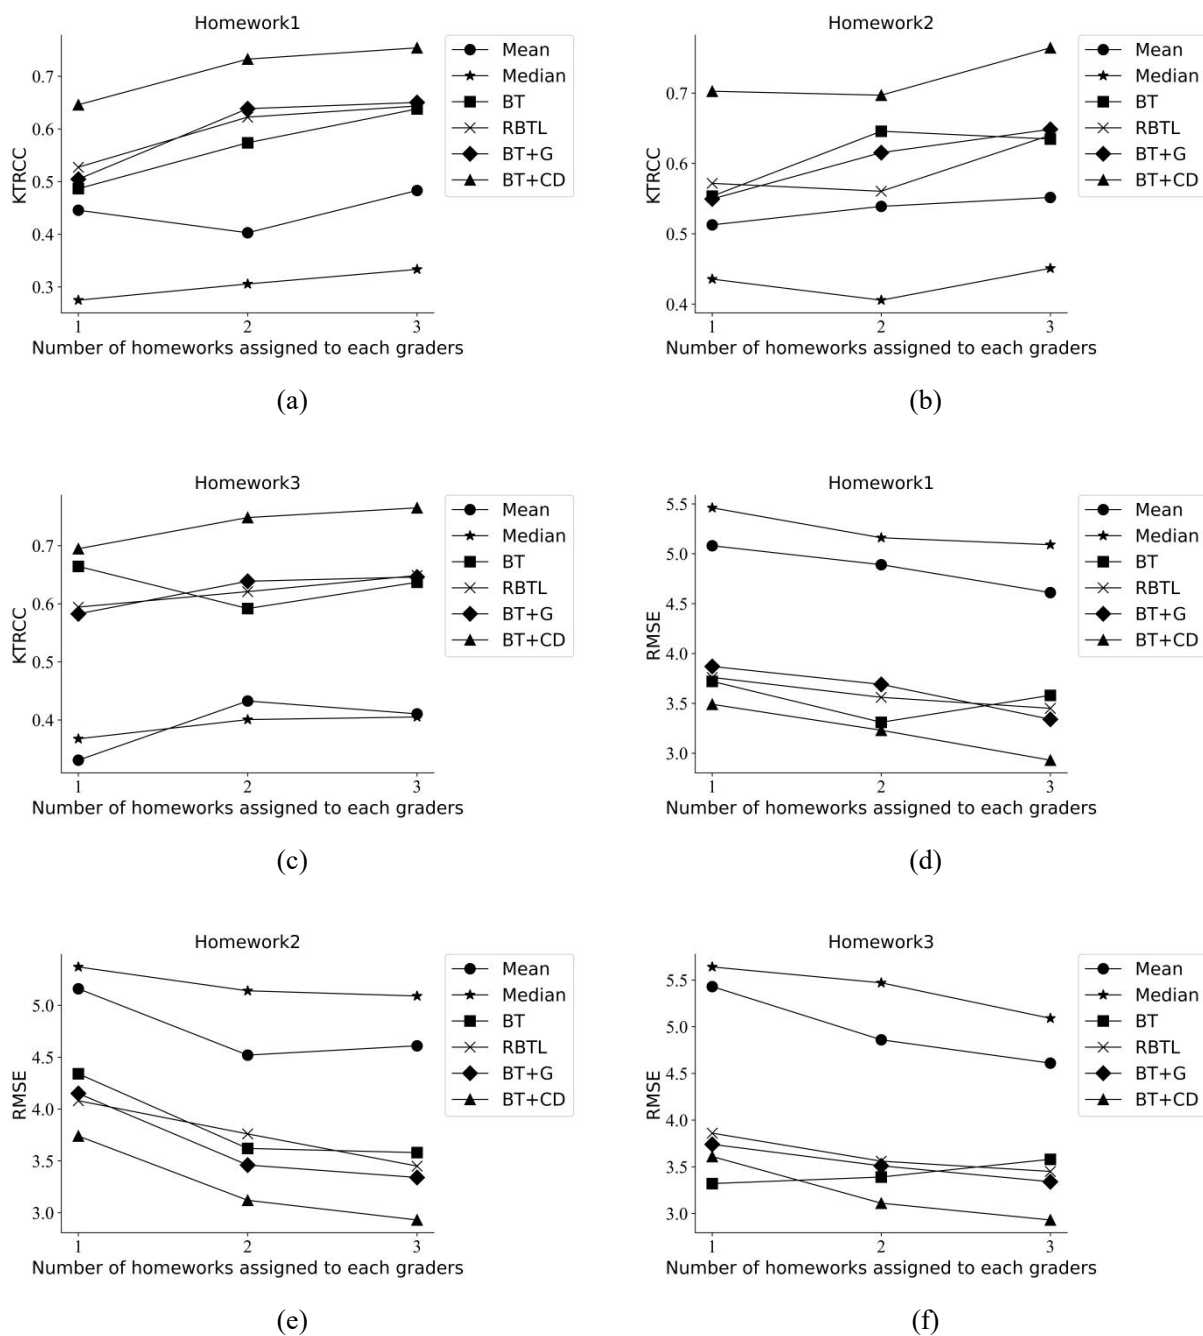 Homework1
KTRCC
0.7
0.6
0.5
0.4
0.3
1 2 3
Number of homeworks assigned to each graders
Mean
Median
BT
RBTL
BT+G
BT+CD
(a)
Homework2
KTRCC
0.7
0.6
0.5
0.4
1 2 3
Number of homeworks assigned to each graders
Mean
Median
BT
RBTL
BT+G
BT+CD
(b)
Homework3
KTRCC
0.7
0.6
0.5
0.4
1 2 3
Number of homeworks assigned to each graders
Mean
Median
BT
RBTL
BT+G
BT+CD
(c)
Homework1
RMSE
5.5
5.0
4.5
4.0
3.5
3.0
1 2 3
Number of homeworks assigned to each graders
Mean
Median
BT
RBTL
BT+G
BT+CD
(d)
Homework2
RMSE
5.0
4.5
4.0
3.5
3.0
1 2 3
Number of homeworks assigned to each graders
Mean
Median
BT
RBTL
BT+G
BT+CD
(e)
Homework3
RMSE
5.5
5.0
4.5
4.0
3.5
3.0
1 2 3
Number of homeworks assigned to each graders
Mean
Median
BT
RBTL
BT+G
BT+CD
(f)